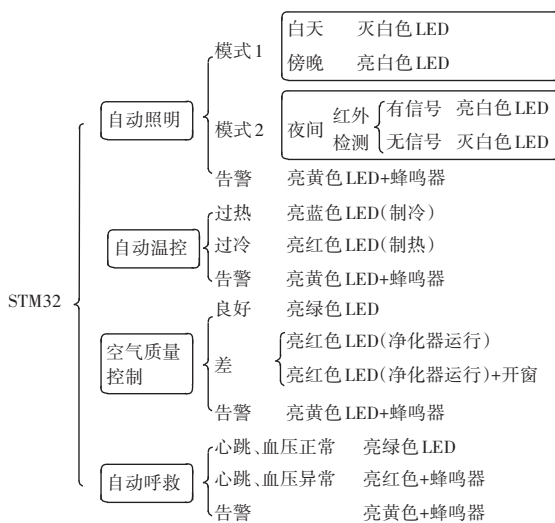 白天 灭白色LED
模式1
傍晚 亮白色LED
自动照明
有信号 亮白色LED
模式2 夜间 红外检测
无信号 灭白色LED
告警 亮黄色LED+蜂鸣器
过热 亮蓝色LED(制冷)
自动温控 过冷 亮红色LED(制热)
告警 亮黄色LED+蜂鸣器
STM32
良好 亮绿色LED
亮红色LED(净化器运行)
空气质量
控制
差
亮红色LED(净化器运行)+开窗
告警 亮黄色LED+蜂鸣器
心跳、血压正常 亮绿色LED
自动呼救 心跳、血压异常 亮红色+蜂鸣器
告警 亮黄色+蜂鸣器